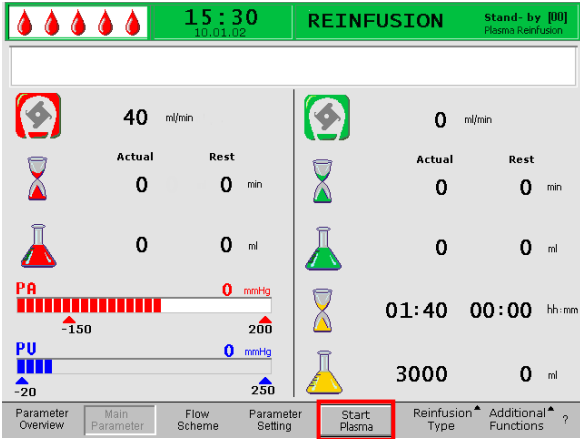 15:30
10.01.02
REINFUSION
Stand- by [00]
Plasma Reinfusion
40 ml/min
Actual Rest
0 0 min
0 0 ml
PA 0 mmHg
-150 200
PV 0 mmHg
-20 250
0 ml/min
Actual Rest
0 0 min
0 0 ml
01:40 00:00 hh:mm
3000 0 ml
Parameter Overview
Main Parameter
Flow Scheme
Parameter Setting
Start Plasma
Reinfusion Type
Additional Functions
?